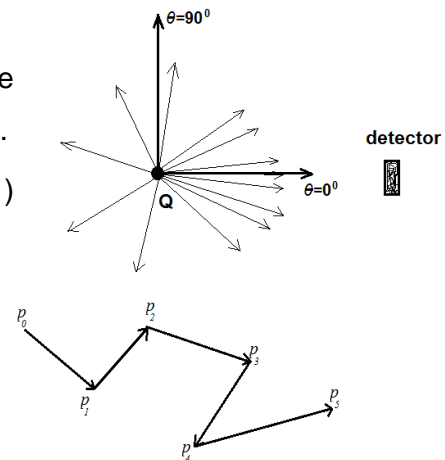 θ=90⁰
e
.
detector
)
θ=0⁰
Q
p₀
p₂
p₃
p₁
p₅
p₄